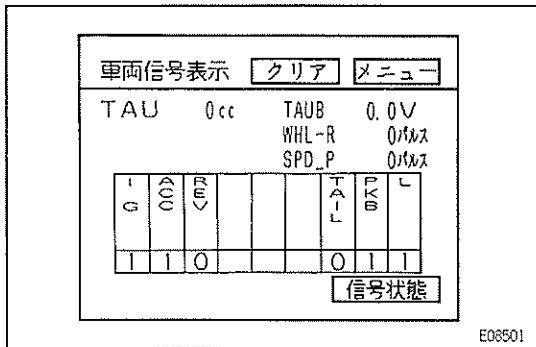 車両信号表示 クリア メニュー
TAU 0cc TAUB 0.0V
WHL-R 0パルス
SPD_P 0パルス
IG ACC REV TAIL PKB L
1 1 0 0 1 1
信号状態
E08501